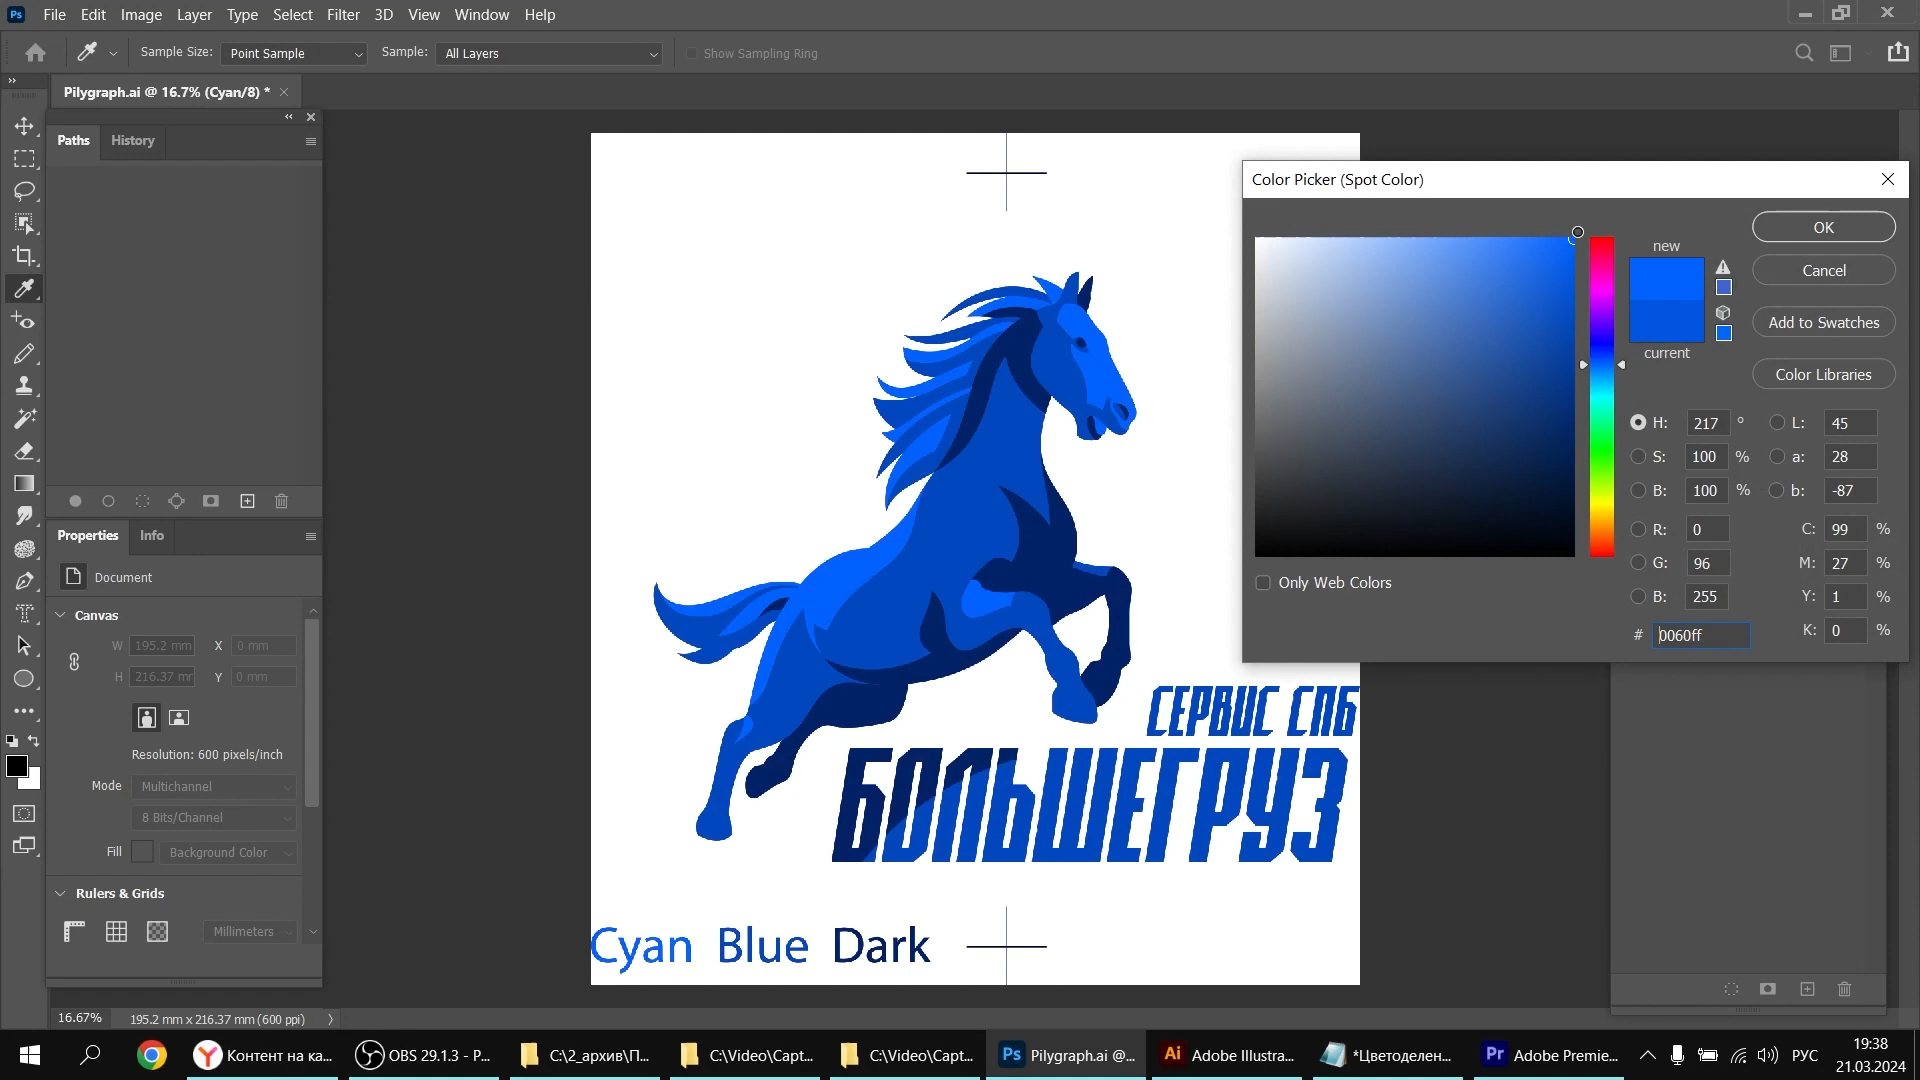 Ps File Edit Image Layer Type Select Filter 3D View Window Help
Sample Size: Point Sample Sample: All Layers Show Sampling Ring
Pilygraph.ai @ 16.7% (Cyan/8) *
Paths History
Properties Info
Document
Canvas
W 195.2 mm X 0 mm
H 216.37 mr Y 0 mm
Resolution: 600 pixels/inch
Mode Multichannel
8 Bits/Channel
Fill Background Color
Rulers & Grids
Millimeters
16.67% 195.2 mm x 216.37 mm (600 ppi)
СЕРВИС СПБ
БОЛЬШЕГРУЗ
Cyan Blue Dark
Color Picker (Spot Color)
new
current
OK
Cancel
Add to Swatches
Color Libraries
H: 217 ° L: 45
S: 100 % a: 28
B: 100 % b: -87
R: 0 C: 99 %
G: 96 M: 27 %
B: 255 Y: 1 %
# 0060ff K: 0 %
Only Web Colors
Контент на ка... OBS 29.1.3 - P... C:\2_архив\П... C:\Video\Capt... C:\Video\Capt... Ps Pilygraph.ai @... Ai Adobe Illustra... *Цветоделен... Pr Adobe Premie... РУС 19:38
21.03.2024